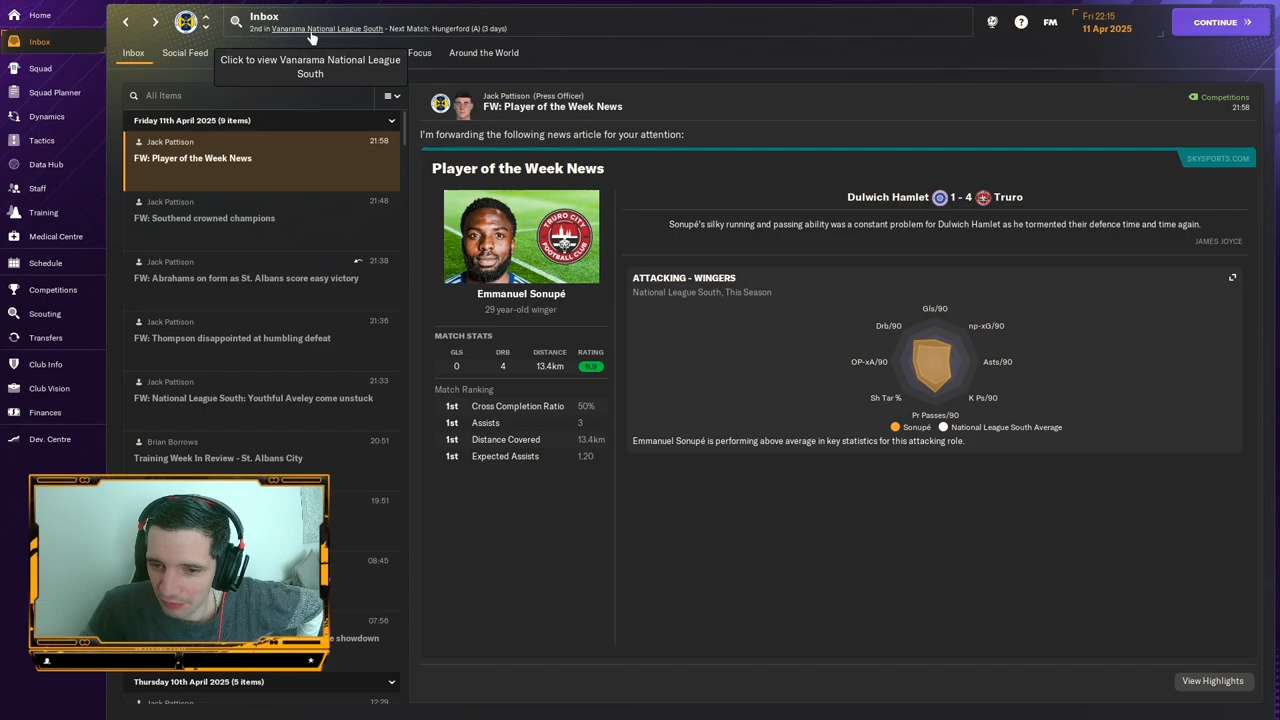 Home
Inbox
Squad
Squad Planner
Dynamics
Tactics
Data Hub
Staff
Training
Medical Centre
Schedule
Competitions
Scouting
Transfers
Club Info
Club Vision
Finances
Dev. Centre
Inbox
2nd in Vanarama National League South - Next Match: Hungerford (A) (3 days)
FM
Fri 22:15
11 Apr 2025
CONTINUE
Inbox
Social Feed
Focus
Around the World
Click to view Vanarama National League
South
All Items
Friday 11th April 2025 (9 items)
Jack Pattison
21:58
FW: Player of the Week News
Jack Pattison
21:48
FW: Southend crowned champions
Jack Pattison
21:38
FW: Abrahams on form as St. Albans score easy victory
Jack Pattison
21:36
FW: Thompson disappointed at humbling defeat
Jack Pattison
21:33
FW: National League South: Youthful Aveley come unstuck
Brian Borrows
20:51
Training Week In Review - St. Albans City
19:51
08:45
07:56
showdown
Thursday 10th April 2025 (5 items)
Jack Pattison
12:29
Jack Pattison (Press Officer)
FW: Player of the Week News
Competitions
21:58
I'm forwarding the following news article for your attention:
SKYSPORTS.COM
Player of the Week News
TRURO CITY
FOOTBALL CLUB
Emmanuel Sonupé
29 year-old winger
MATCH STATS
GLS DRB DISTANCE RATING
0 4 13.4km 9.9
Match Ranking
1st Cross Completion Ratio 50%
1st Assists 3
1st Distance Covered 13.4km
1st Expected Assists 1.20
Dulwich Hamlet 1 - 4 Truro
Sonupé's silky running and passing ability was a constant problem for Dulwich Hamlet as he tormented their defence time and time again.
JAMES JOYCE
ATTACKING - WINGERS
National League South, This Season
Gls/90
Drb/90
np-xG/90
OP-xA/90
Asts/90
Sh Tar %
K Ps/90
Pr Passes/90
Sonupé
National League South Average
Emmanuel Sonupé is performing above average in key statistics for this attacking role.
View Highlights